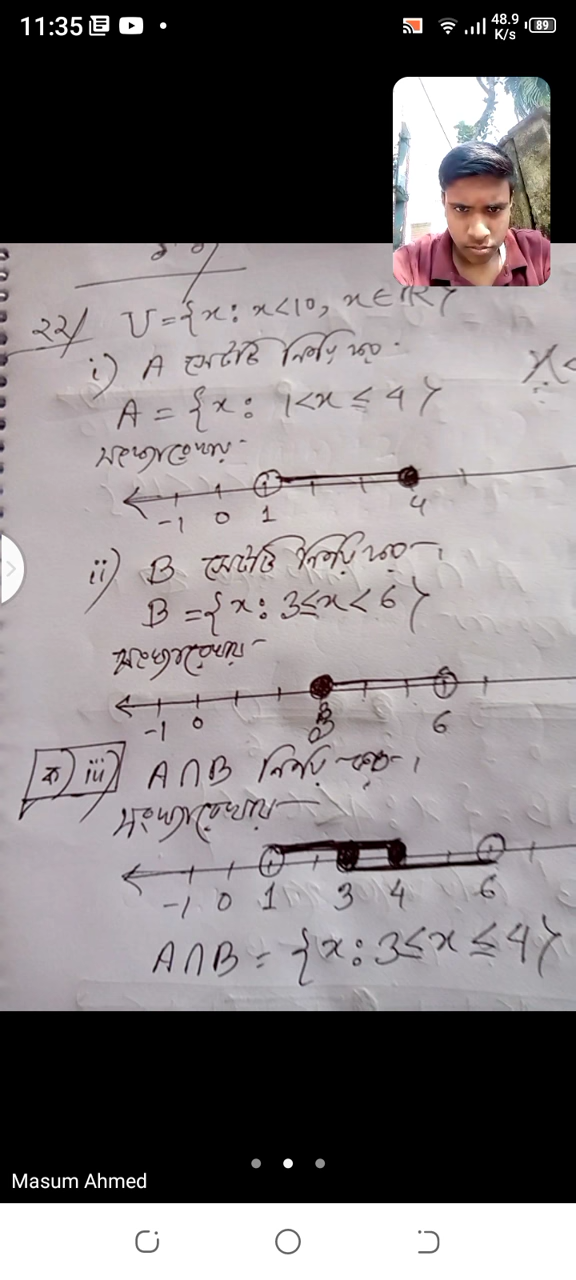 11:35
48.9 K/s
89
২২/ U={x: x<10, x∈ℝ}
i) A সেটটি নির্ণয় কর-
A = {x: 1<x≤4}
সংখ্যারেখায়-
-1 0 1 4
ii) B সেটটি নির্ণয় কর-
B={x: 3≤x<6}
সংখ্যারেখায়-
-1 0 3 6
ক) iii) A∩B নির্ণয় কর-।
সংখ্যারেখায়-
-1 0 1 3 4 6
A∩B = {x: 3≤x≤4}
Masum Ahmed